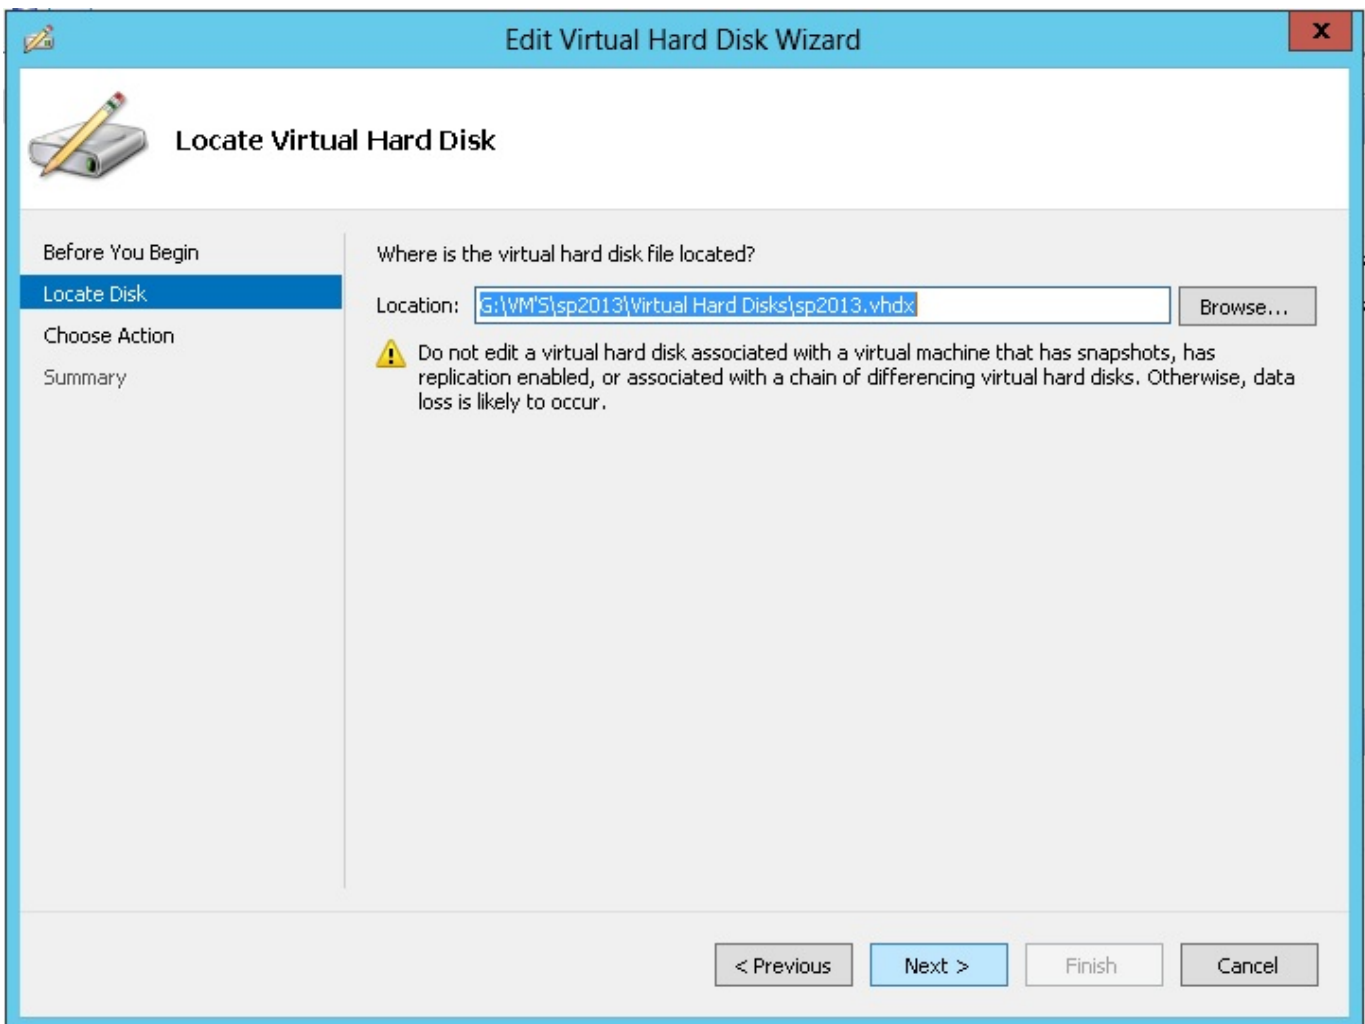 Edit Virtual Hard Disk Wizard
x
Locate Virtual Hard Disk
Before You Begin
Locate Disk
Choose Action
Summary
Where is the virtual hard disk file located?
Location: G:\VM'S\sp2013\Virtual Hard Disks\sp2013.vhdx Browse...
Do not edit a virtual hard disk associated with a virtual machine that has snapshots, has
replication enabled, or associated with a chain of differencing virtual hard disks. Otherwise, data
loss is likely to occur.
< Previous Next > Finish Cancel